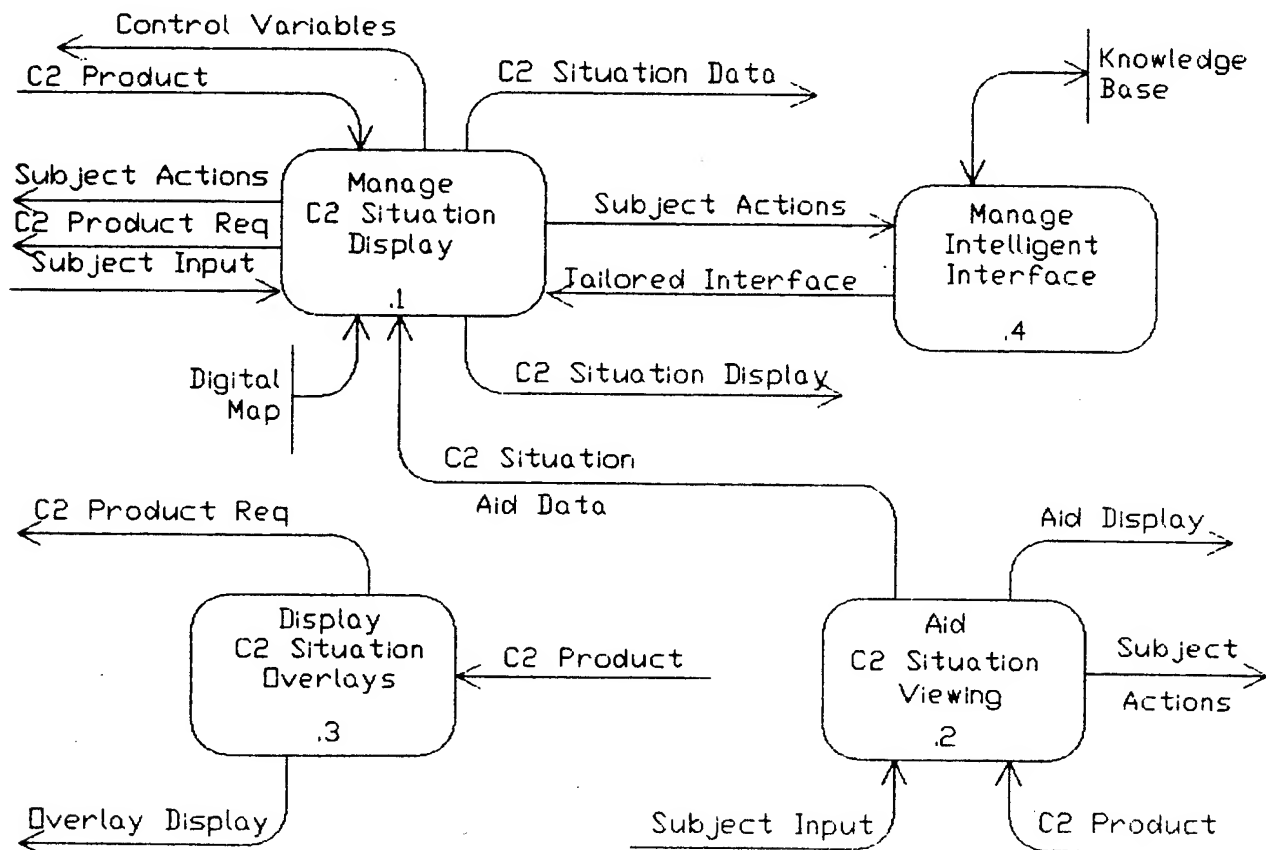 Control Variables
C2 Product
C2 Situation Data
Knowledge
Base
Subject Actions
C2 Product Req
Subject Input
Manage
C2 Situation
Display
.1
Subject Actions
Tailored Interface
Manage
Intelligent
Interface
.4
Digital
Map
C2 Situation Display
C2 Situation
Aid Data
C2 Product Req
Aid Display
Display
C2 Situation
Overlays
.3
C2 Product
Aid
C2 Situation
Viewing
.2
Subject
Actions
Overlay Display
Subject Input
C2 Product